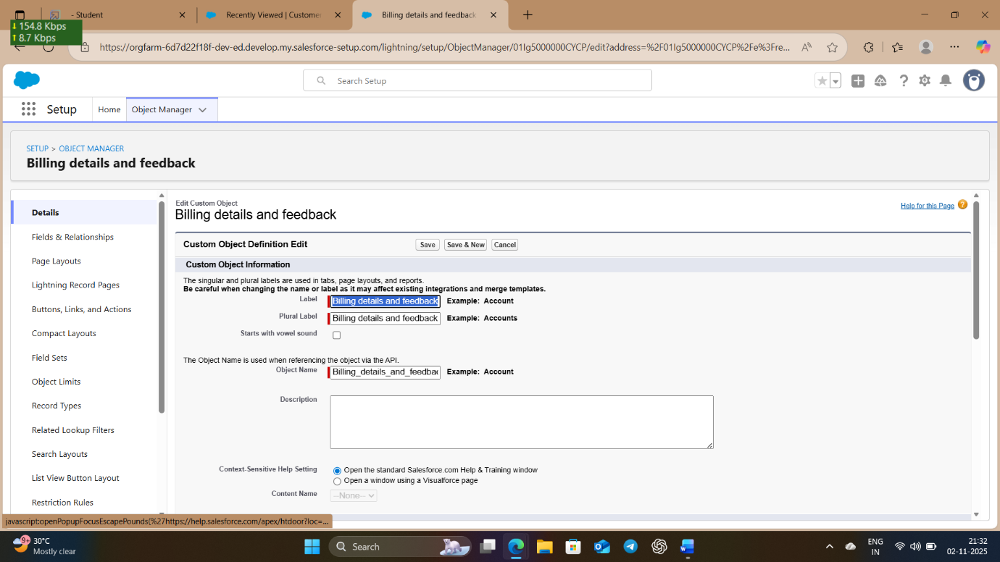 - Student
Recently Viewed | Custome
Billing details and feedback
154.8 Kbps
8.7 Kbps
https://orgfarm-6d7d22f18f-dev-ed.develop.my.salesforce-setup.com/lightning/setup/ObjectManager/01Ig5000000CYCP/edit?address=%2F01Ig5000000CYCP%2Fe%3Fre...
Search Setup
Setup
Home
Object Manager
SETUP > OBJECT MANAGER
Billing details and feedback
Details
Fields & Relationships
Page Layouts
Lightning Record Pages
Buttons, Links, and Actions
Compact Layouts
Field Sets
Object Limits
Record Types
Related Lookup Filters
Search Layouts
List View Button Layout
Restriction Rules
Edit Custom Object
Billing details and feedback
Help for this Page
Custom Object Definition Edit
Save
Save & New
Cancel
Custom Object Information
The singular and plural labels are used in tabs, page layouts, and reports.
Be careful when changing the name or label as it may affect existing integrations and merge templates.
Label
Billing details and feedback
Example: Account
Plural Label
Billing details and feedback
Example: Accounts
Starts with vowel sound
The Object Name is used when referencing the object via the API.
Object Name
Billing_details_and_feedbac
Example: Account
Description
Context-Sensitive Help Setting
Open the standard Salesforce.com Help & Training window
Open a window using a Visualforce page
Content Name
--None--
javascript:openPopupFocusEscapePounds(%27https://help.salesforce.com/apex/htdoor?loc=...
9+
30°C
Mostly clear
Search
ENG
IN
21:32
02-11-2025